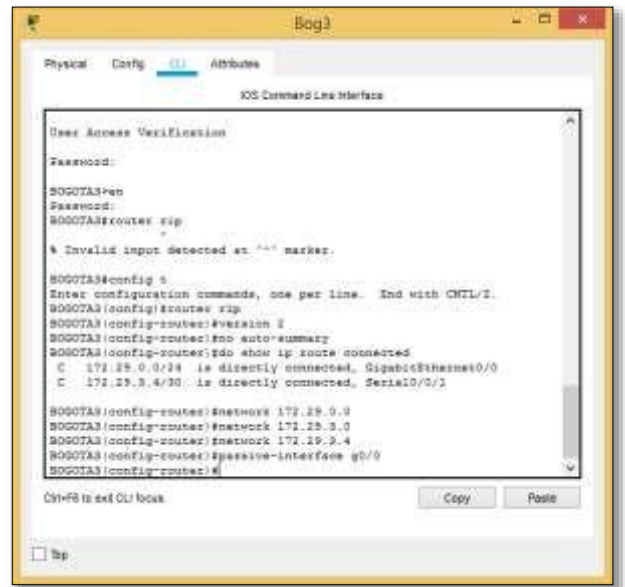 Bog3
Physical Config CLI Attributes
IOS Command Line Interface
User Access Verification
Password:
BOGOTA3>en
Password:
BOGOTA3#router rip
^
% Invalid input detected at '^' marker.
BOGOTA3#config t
Enter configuration commands, one per line. End with CNTL/Z.
BOGOTA3(config)#router rip
BOGOTA3(config-router)#version 2
BOGOTA3(config-router)#no auto-summary
BOGOTA3(config-router)#do show ip route connected
C 172.29.0.0/24 is directly connected, GigabitEthernet0/0
C 172.29.3.4/30 is directly connected, Serial0/0/1
BOGOTA3(config-router)#network 172.29.0.0
BOGOTA3(config-router)#network 172.29.3.0
BOGOTA3(config-router)#network 172.29.3.4
BOGOTA3(config-router)#passive-interface g0/0
BOGOTA3(config-router)#
Ctrl+F6 to exit CLI focus
Copy Paste
Top